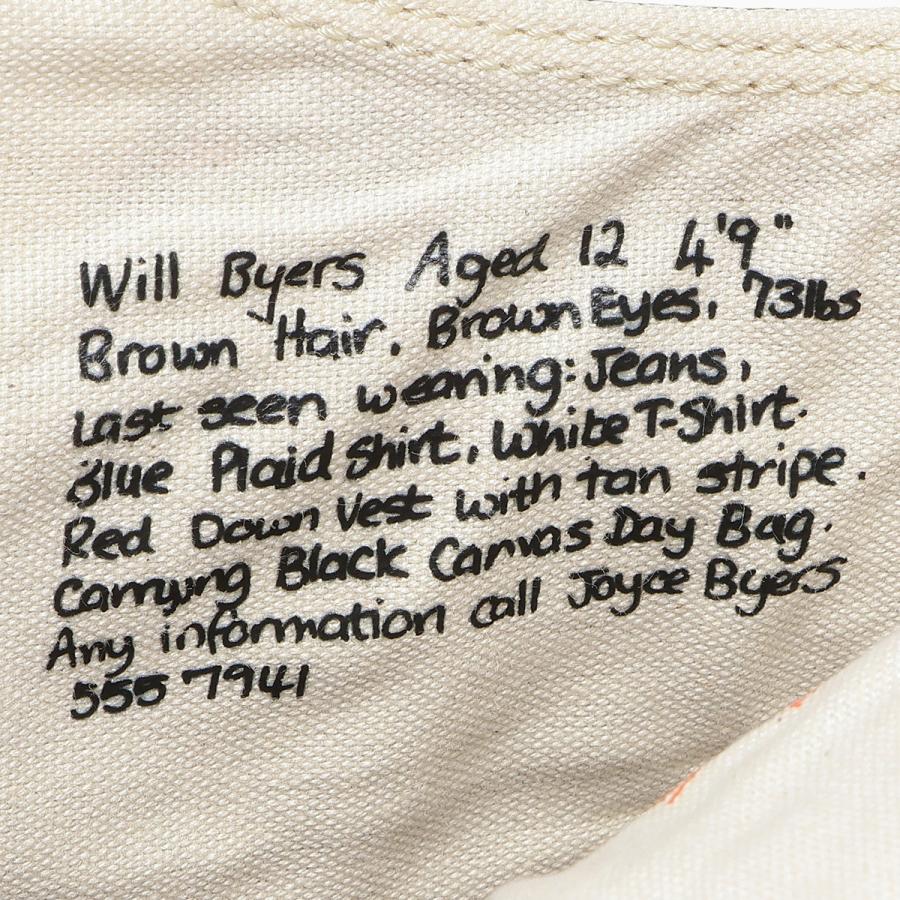 Will Byers Aged 12 4'9"
Brown Hair. Brown Eyes. 73lbs
Last seen wearing: Jeans,
Blue Plaid Shirt, White T-Shirt.
Red Down Vest with tan stripe.
Carrying Black Canvas Day Bag.
Any information call Joyce Byers
555 7941